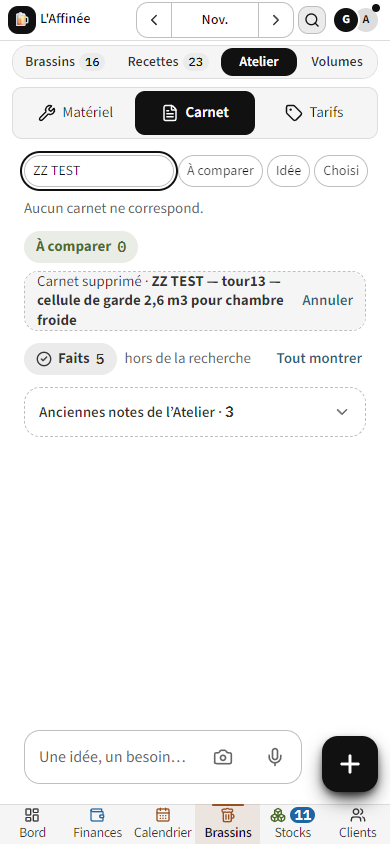 L'Affinée
Nov.
G
A
Brassins 16
Recettes 23
Atelier
Volumes
Matériel
Carnet
Tarifs
ZZ TEST
À comparer
Idée
Choisi
Aucun carnet ne correspond.
À comparer 0
Carnet supprimé · ZZ TEST — tour13 —
cellule de garde 2,6 m3 pour chambre
froide
Annuler
Faits 5
hors de la recherche
Tout montrer
Anciennes notes de l'Atelier · 3
Une idée, un besoin…
Bord
Finances
Calendrier
Brassins
11
Stocks
Clients